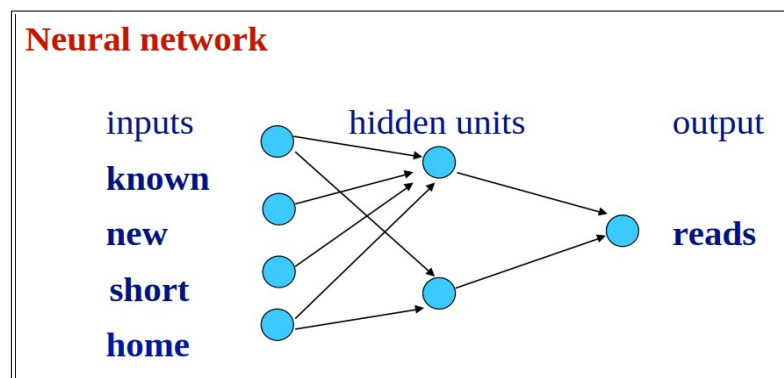 Neural network
inputs hidden units output
known
new reads
short
home